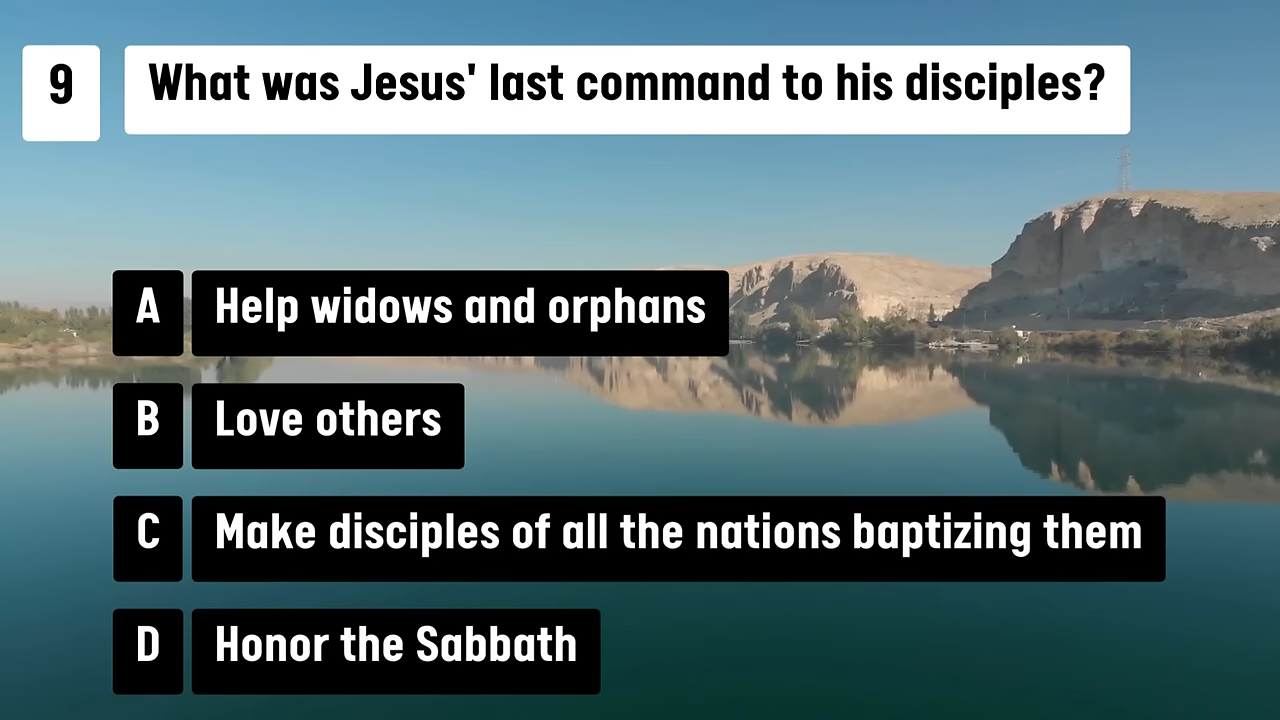 9 What was Jesus' last command to his disciples?
A Help widows and orphans
B Love others
C Make disciples of all the nations baptizing them
D Honor the Sabbath